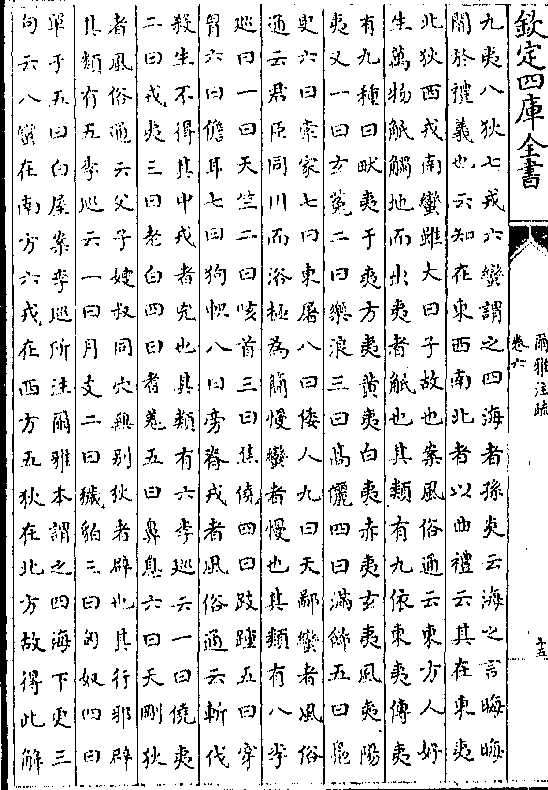 欽定四庫全書
爾雅注疏
卷六
十五
九夷八狄七戎六蠻謂之四海者孫炎云海之言晦晦
闇於禮義也云知在東西南北者以曲禮云其在東夷
北狄西戎南蠻雖大曰子故也案風俗通云東方人好
生萬物觝觸地而出夷者觝也其類有九依東夷傳夷
有九種曰畎夷于夷方夷黄夷白夷赤夷玄夷風夷陽
夷又一曰玄菟二曰樂浪三曰高儷四曰滿飾五曰鳧
臾六曰索家七曰東屠八曰倭人九曰天鄙蠻者風俗
通云君臣同川而浴極為簡慢蠻者慢也其類有八李
巡曰一曰天竺二曰咳首三曰焦僥四曰跂踵五曰穿
胷六曰儋耳七曰狗軹八曰旁脊戎者風俗通云斬伐
殺生不得其中戎者兇也其類有六李巡云一曰僥夷
二曰戎夷三曰老白四曰耆羗五曰鼻息六曰天剛狄
者風俗通云父子嫂叔同穴無别狄者辟也其行邪辟
其類有五李巡云一曰月支二曰穢貊三曰匈奴四曰
單于五曰白屋案李巡所注爾雅本謂之四海下更三
句云八蠻在南方六戎在西方五狄在北方故得此解